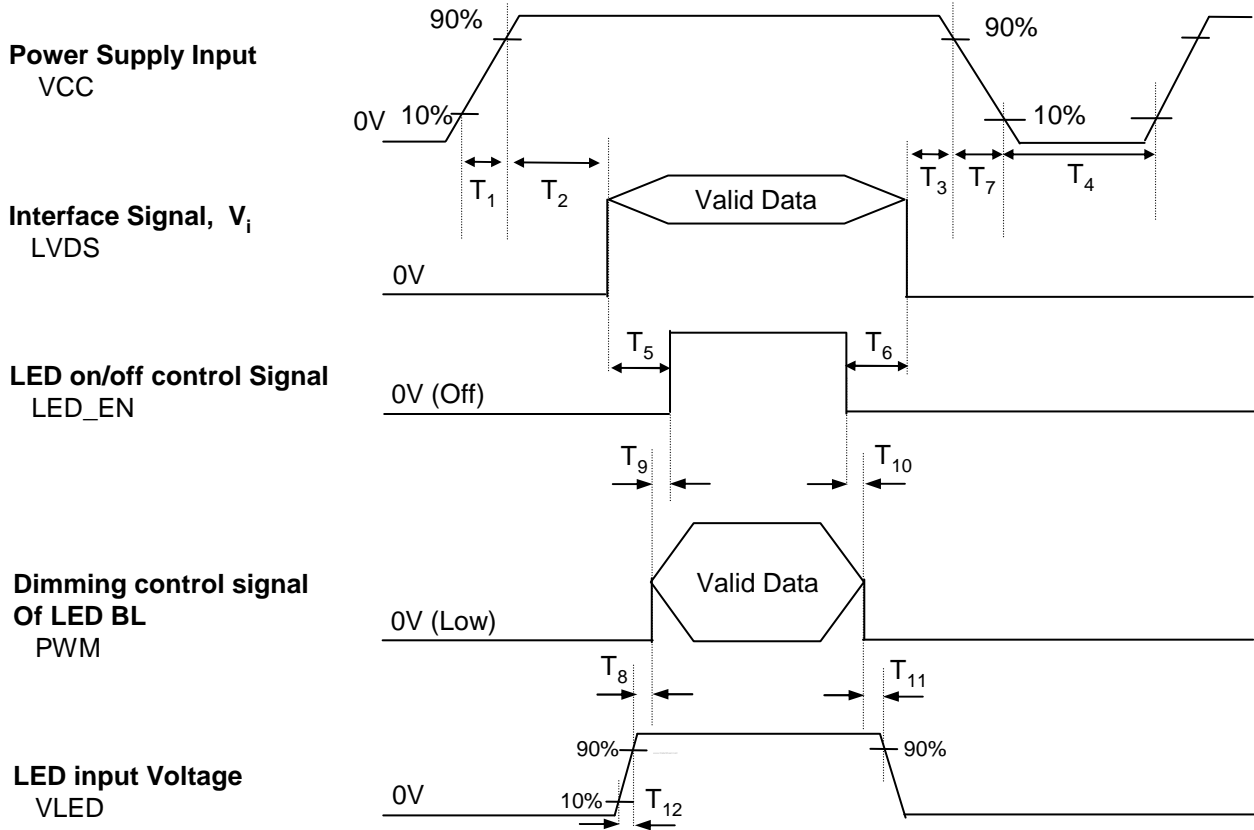 90%
90%
Power Supply Input
VCC
10%
10%
0V
T1
T2
T3
T7
T4
Valid Data
Interface Signal, Vi
LVDS
0V
T5
T6
LED on/off control Signal
LED_EN
0V (Off)
T9
T10
Dimming control signal
Of LED BL
PWM
Valid Data
0V (Low)
T8
T11
90%
90%
LED input Voltage
VLED
0V
10%
T12